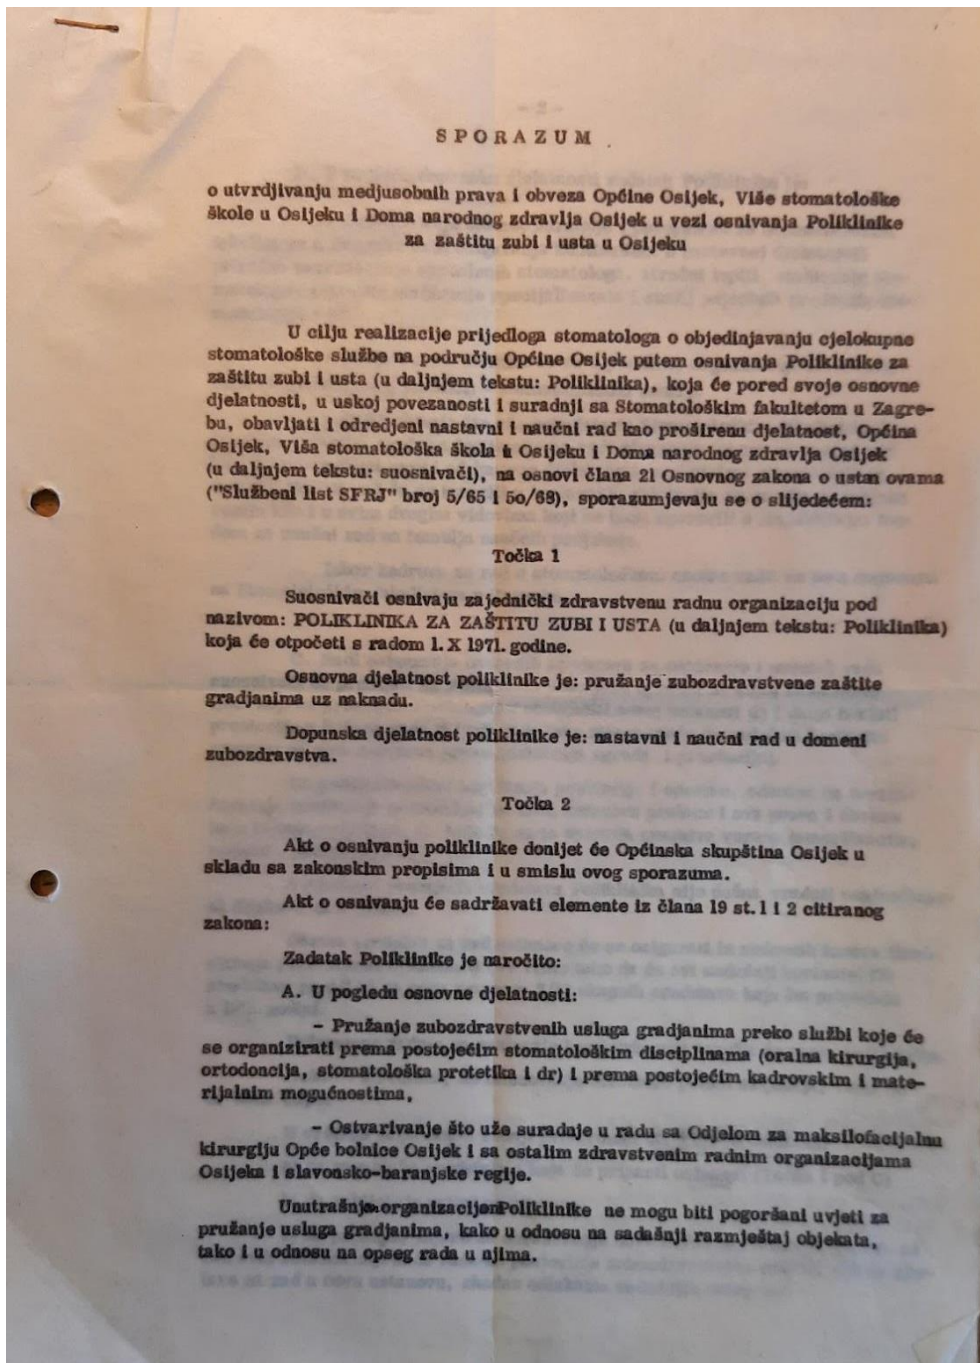 SPORAZUM
o utvrdjivanju medjusobnih prava i obveza Općine Osijek, Više stomatološke
škole u Osijeku i Doma narodnog zdravlja Osijek u vezi osnivanja Poliklinike
za zaštitu zubi i usta u Osijeku
U cilju realizacije prijedloga stomatologa o objedinjavanju cjelokupne
stomatološke službe na području Općine Osijek putem osnivanja Poliklinike za
zaštitu zubi i usta (u daljnjem tekstu: Poliklinika), koja će pored svoje osnovne
djelatnosti, u uskoj povezanosti i suradnji sa Stomatološkim fakultetom u Zagre-
bu, obavljati i odredjeni nastavni i naučni rad kao proširenu djelatnost, Općina
Osijek, Viša stomatološka škola u Osijeku i Doma narodnog zdravlja Osijek
(u daljnjem tekstu: suosnivači), na osnovi člana 21 Osnovnog zakona o ustan ovama
("Službeni list SFRJ" broj 5/65 i 5o/68), sporazumjevaju se o slijedećem:
Točka 1
Suosnivači osnivaju zajednički zdravstvenu radnu organizaciju pod
nazivom: POLIKLINIKA ZA ZAŠTITU ZUBI I USTA (u daljnjem tekstu: Poliklinika)
koja će otpočeti s radom 1. X 1971. godine.
Osnovna djelatnost poliklinike je: pružanje zubozdravstvene zaštite
gradjanima uz naknadu.
Dopunska djelatnost poliklinike je: nastavni i naučni rad u domeni
zubozdravstva.
Točka 2
Akt o osnivanju poliklinike donijet će Općinska skupština Osijek u
skladu sa zakonskim propisima i u smislu ovog sporazuma.
Akt o osnivanju će sadržavati elemente iz člana 19 st. 1 i 2 citiranog
zakona:
Zadatak Poliklinike je naročito:
A. U pogledu osnovne djelatnosti:
- Pružanje zubozdravstvenih usluga gradjanima preko službi koje će
se organizirati prema postojećim stomatološkim disciplinama (oralna kirurgija,
ortodoncija, stomatološka protetika i dr) i prema postojećim kadrovskim i mate-
rijalnim mogućnostima,
- Ostvarivanje što uže suradnje u radu sa Odjelom za maksilofacijalnu
kirurgiju Opće bolnice Osijek i sa ostalim zdravstvenim radnim organizacijama
Osijeka i slavonsko-baranjske regije.
Unutrašnjom organizacijom Poliklinike ne mogu biti pogoršani uvjeti za
pružanje usluga gradjanima, kako u odnosu na sadašnji razmještaj objekata,
tako i u odnosu na opseg rada u njima.